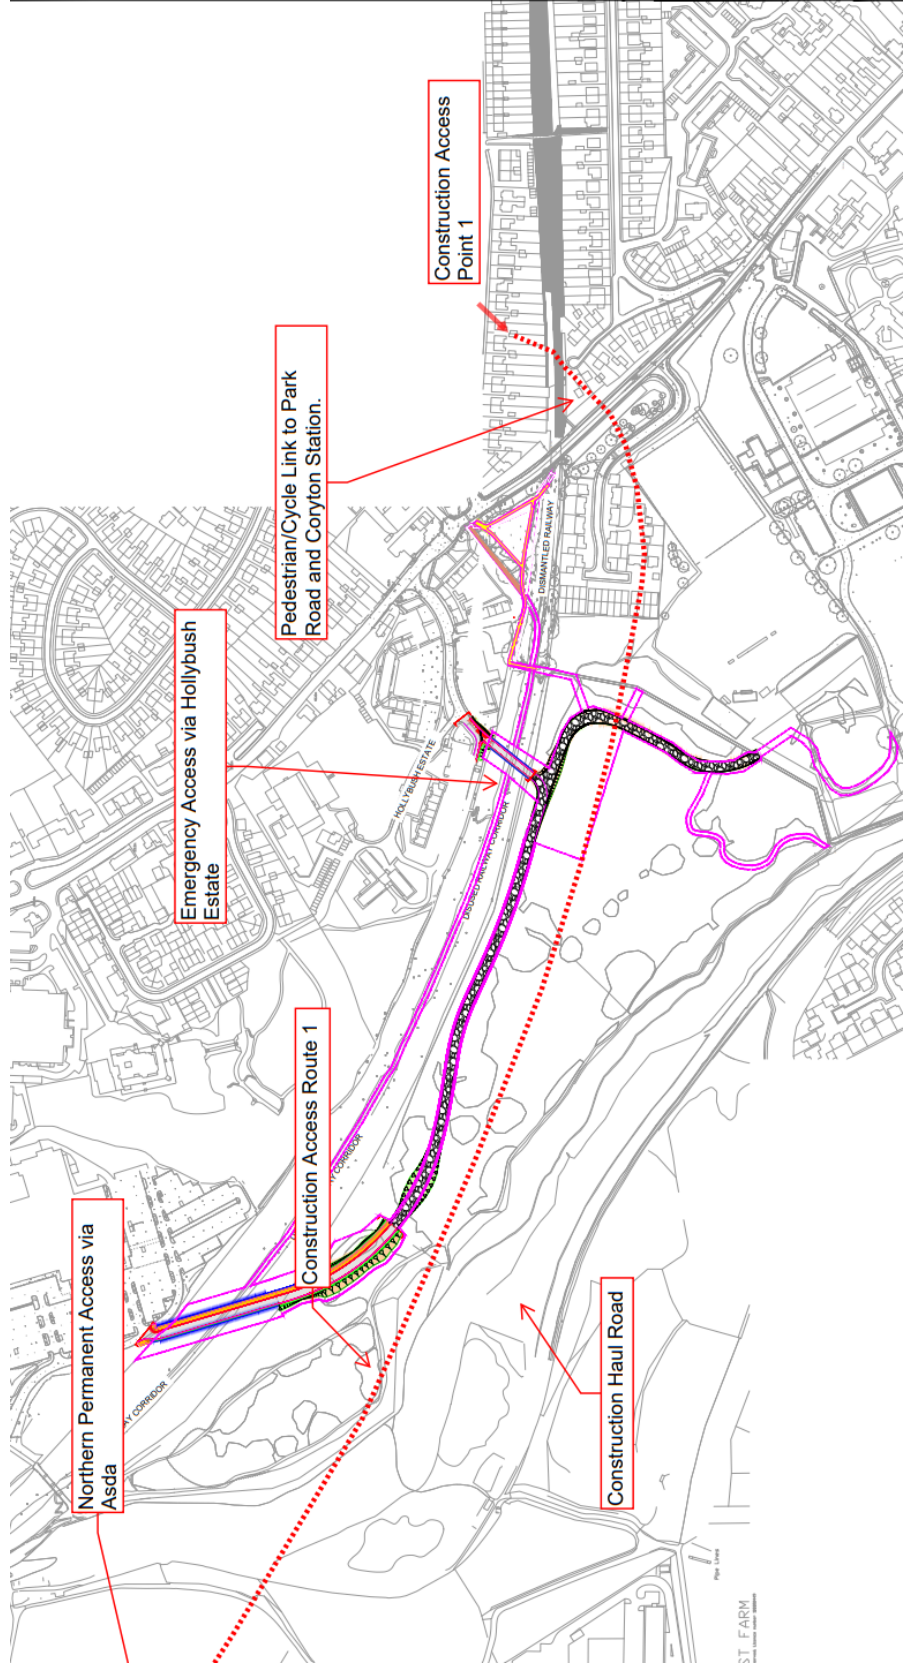 Northern Permanent Access via
Asda
Construction Access Route 1
Construction Haul Road
Emergency Access via Hollybush
Estate
Pedestrian/Cycle Link to Park
Road and Coryton Station.
Construction Access
Point 1
HOLLYBUSH ESTATE
DISUSED RAILWAY CORRIDOR
DISMANTLED RAILWAY
Y CORRIDOR
AY CORRIDOR
Pipe Lines
ST FARM